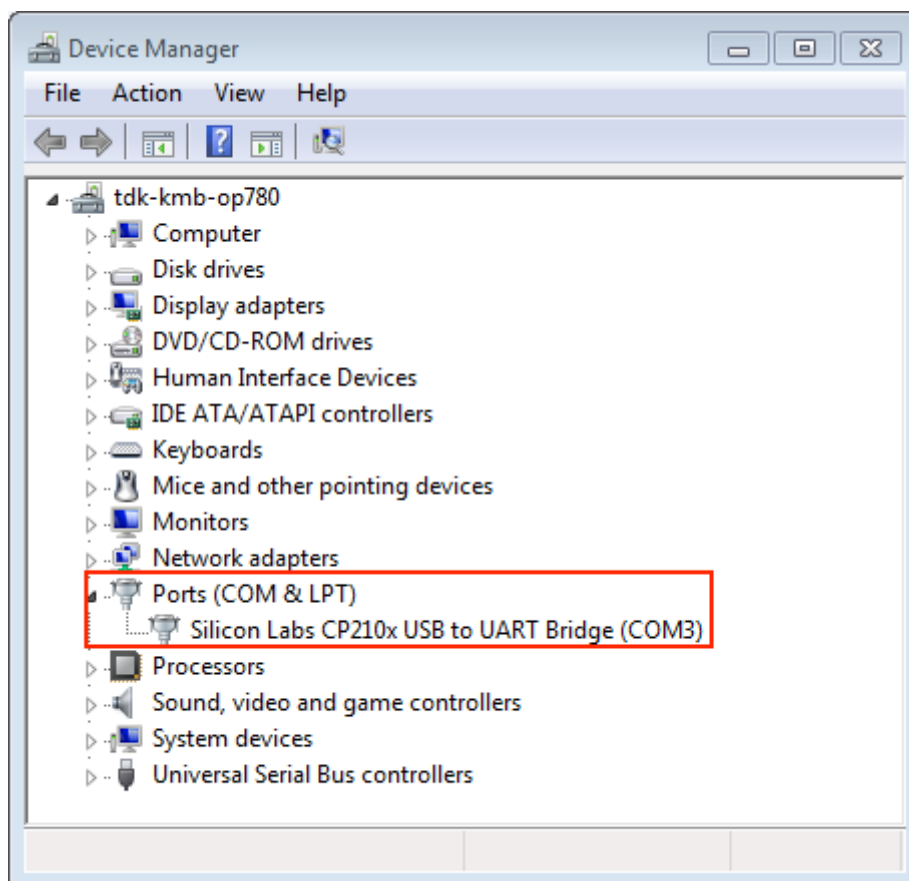 Device Manager
File Action View Help
?
tdk-kmb-op780
Computer
Disk drives
Display adapters
DVD/CD-ROM drives
Human Interface Devices
IDE ATA/ATAPI controllers
Keyboards
Mice and other pointing devices
Monitors
Network adapters
Ports (COM & LPT)
Silicon Labs CP210x USB to UART Bridge (COM3)
Processors
Sound, video and game controllers
System devices
Universal Serial Bus controllers